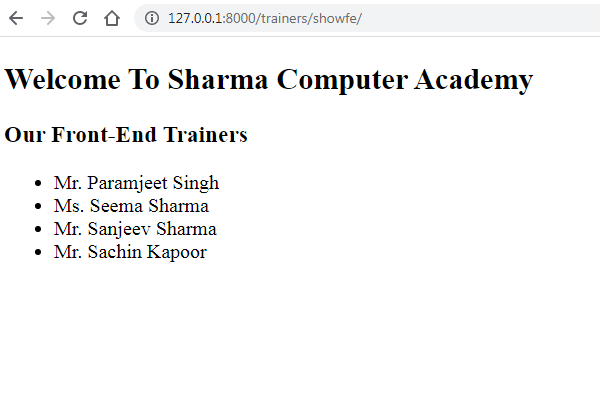 127.0.0.1:8000/trainers/showfe/
Welcome To Sharma Computer Academy
Our Front-End Trainers
• Mr. Paramjeet Singh
• Ms. Seema Sharma
• Mr. Sanjeev Sharma
• Mr. Sachin Kapoor